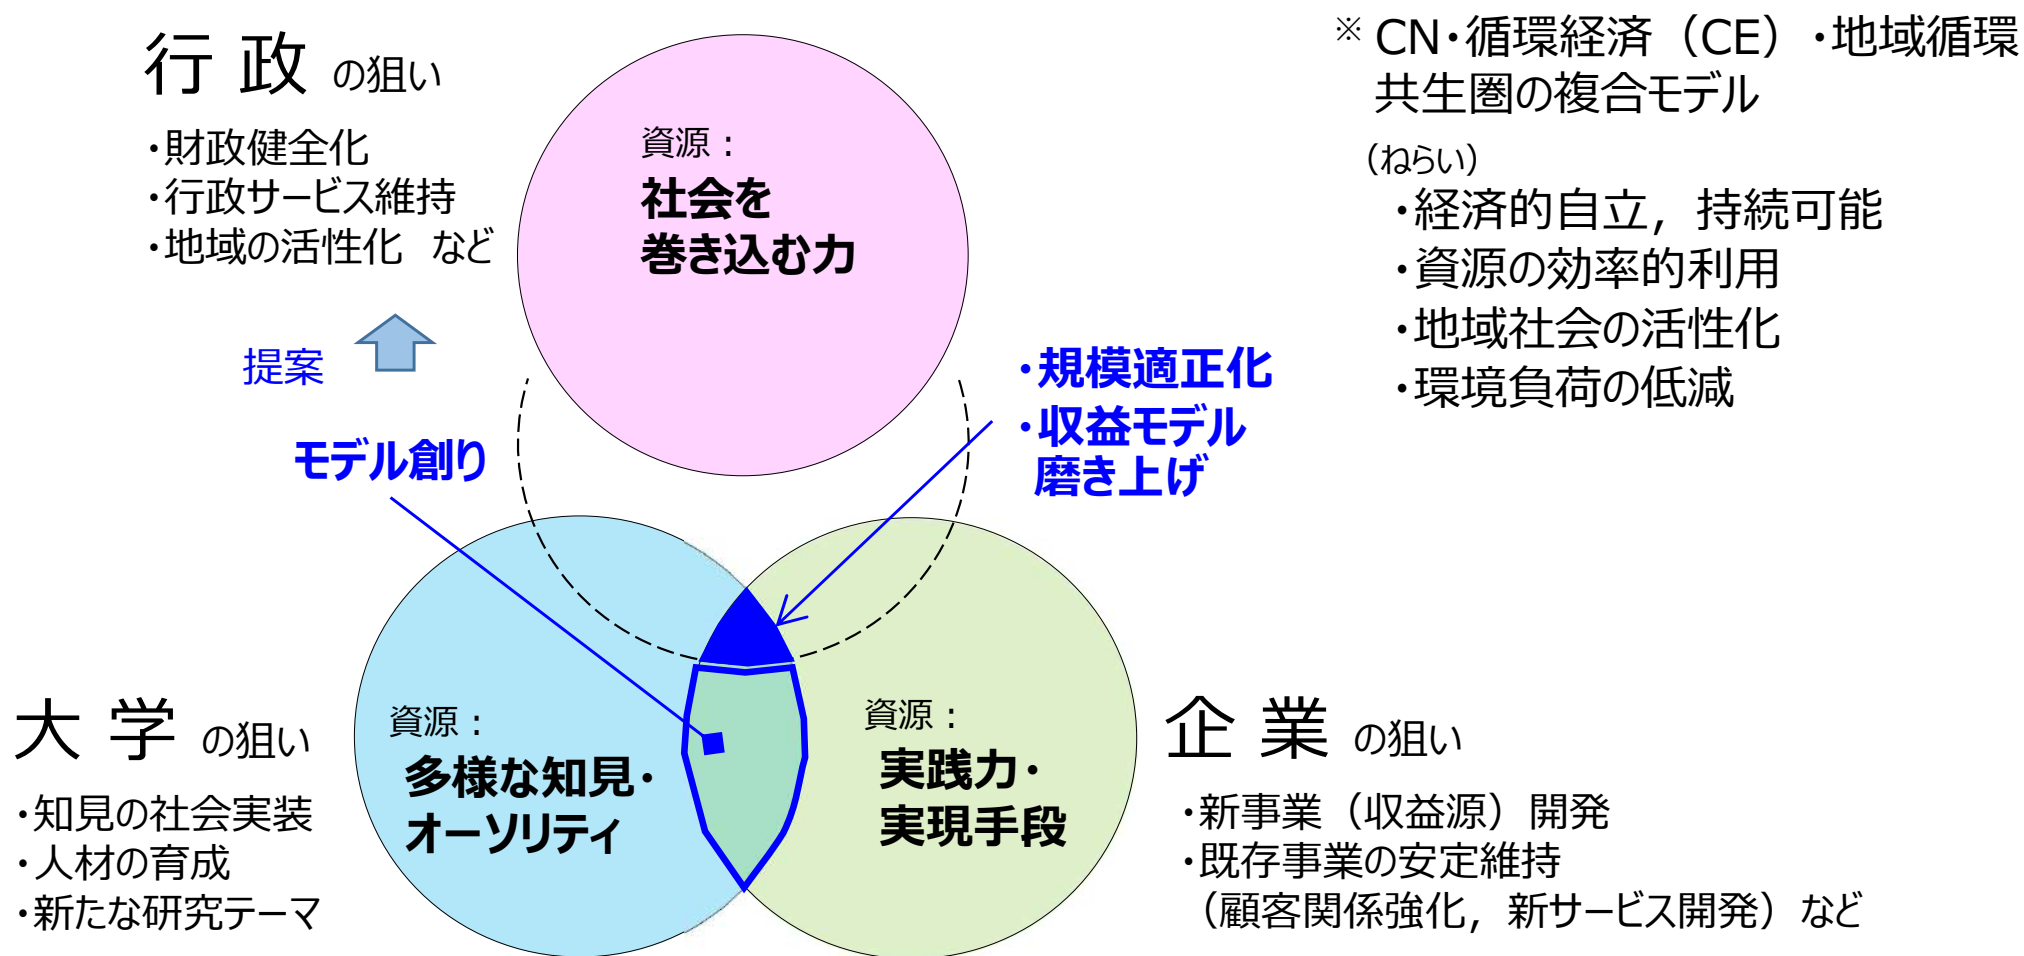 行 政 の狙い
・財政健全化
・行政サービス維持
・地域の活性化 など
提案
モデル創り
資源：
社会を
巻き込む力
※ CN・循環経済（CE）・地域循環
共生圏の複合モデル
（ねらい）
・経済的自立，持続可能
・資源の効率的利用
・地域社会の活性化
・環境負荷の低減
・規模適正化
・収益モデル
磨き上げ
大 学 の狙い
・知見の社会実装
・人材の育成
・新たな研究テーマ
資源：
多様な知見・
オーソリティ
資源：
実践力・
実現手段
企 業 の狙い
・新事業（収益源）開発
・既存事業の安定維持
（顧客関係強化，新サービス開発）など